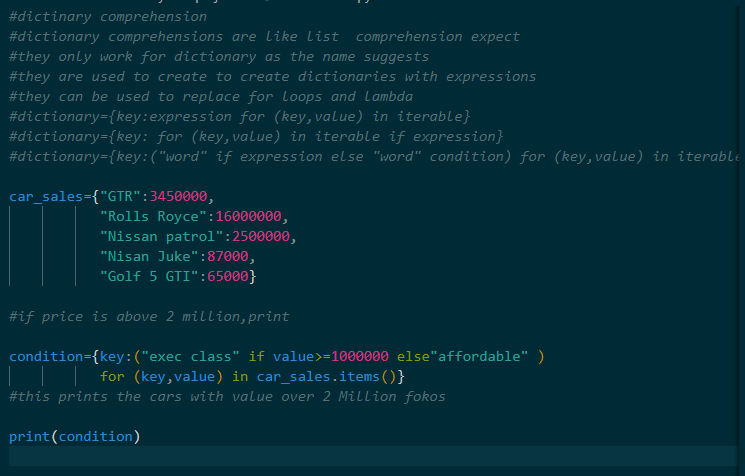 #dictinary comprehension
#dictionary comprehensions are like list  comprehension expect
#they only work for dictionary as the name suggests
#they are used to create to create dictionaries with expressions
#they can be used to replace for loops and lambda
#dictionary={key:expression for (key,value) in iterable}
#dictionary={key: for (key,value) in iterable if expression}
#dictionary={key:("word" if expression else "word" condition) for (key,value) in iterable
car_sales={"GTR":3450000,
"Rolls Royce":16000000,
"Nissan patrol":2500000,
"Nisan Juke":87000,
"Golf 5 GTI":65000}
#if price is above 2 million,print
condition={key:("exec class" if value>=1000000 else"affordable" )
for (key,value) in car_sales.items()}
#this prints the cars with value over 2 Million fokos
print(condition)